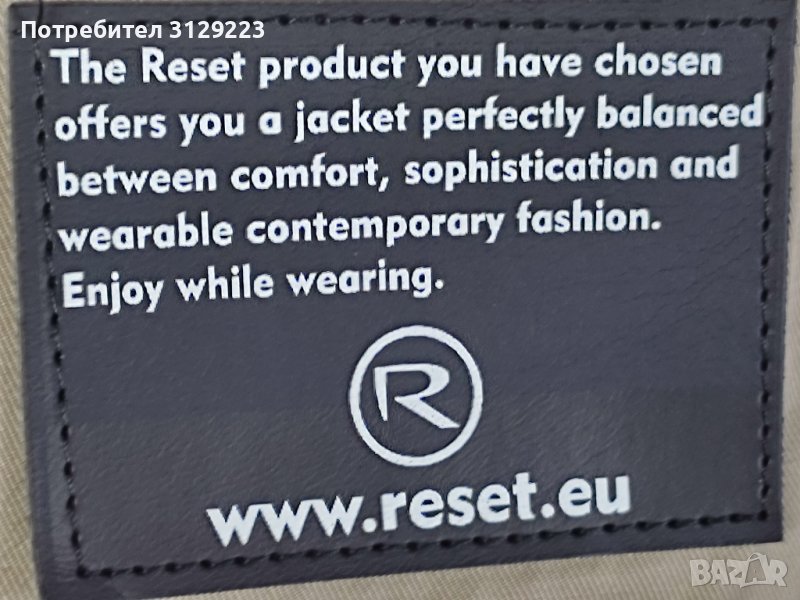 Потребител 3129223
The Reset product you have chosen
offers you a jacket perfectly balanced
between comfort, sophistication and
wearable contemporary fashion.
Enjoy while wearing.
R
www.reset.eu
BAZAR